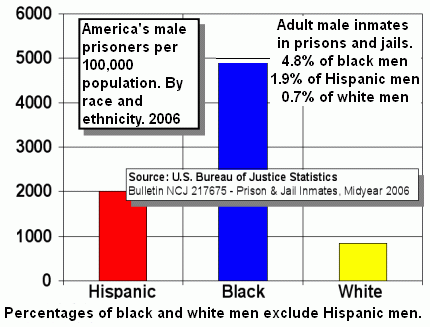 6000
5000
4000
3000
2000
1000
0
America's male
prisoners per
100,000
population. By
race and
ethnicity. 2006
Adult male inmates
in prisons and jails.
4.8% of black men
1.9% of Hispanic men
0.7% of white men
Source: U.S. Bureau of Justice Statistics
Bulletin NCJ 217675 - Prison & Jail Inmates, Midyear 2006
Hispanic Black White
Percentages of black and white men exclude Hispanic men.